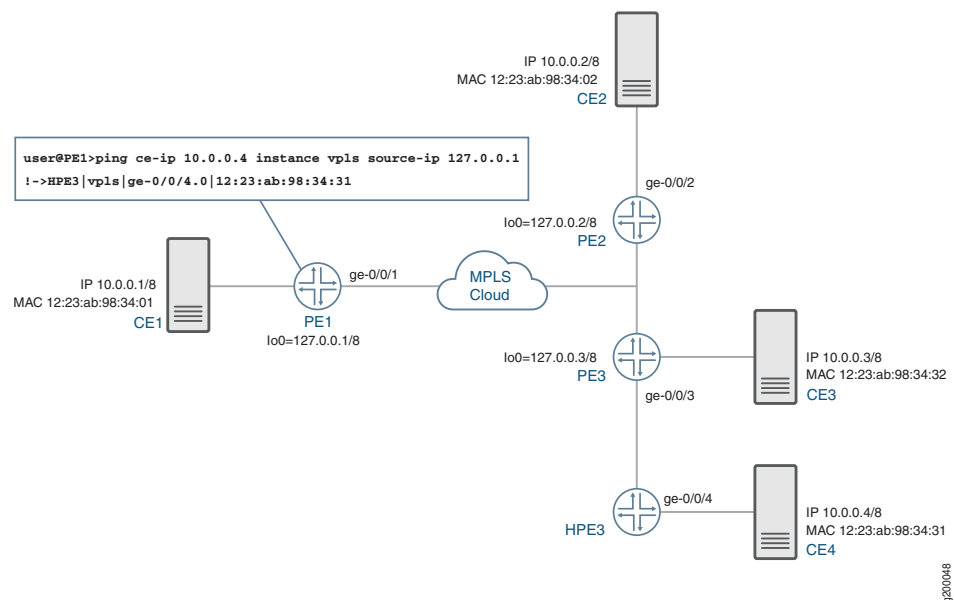 IP 10.0.0.2/8
MAC 12:23:ab:98:34:02
CE2
user@PE1>ping ce-ip 10.0.0.4 instance vpls source-ip 127.0.0.1
!->HPE3|vpls|ge-0/0/4.0|12:23:ab:98:34:31
ge-0/0/2
lo0=127.0.0.2/8
PE2
IP 10.0.0.1/8
MAC 12:23:ab:98:34:01
CE1
ge-0/0/1
PE1
lo0=127.0.0.1/8
MPLS
Cloud
lo0=127.0.0.3/8
PE3
ge-0/0/3
IP 10.0.0.3/8
MAC 12:23:ab:98:34:32
CE3
HPE3
ge-0/0/4
IP 10.0.0.4/8
MAC 12:23:ab:98:34:31
CE4
g200048